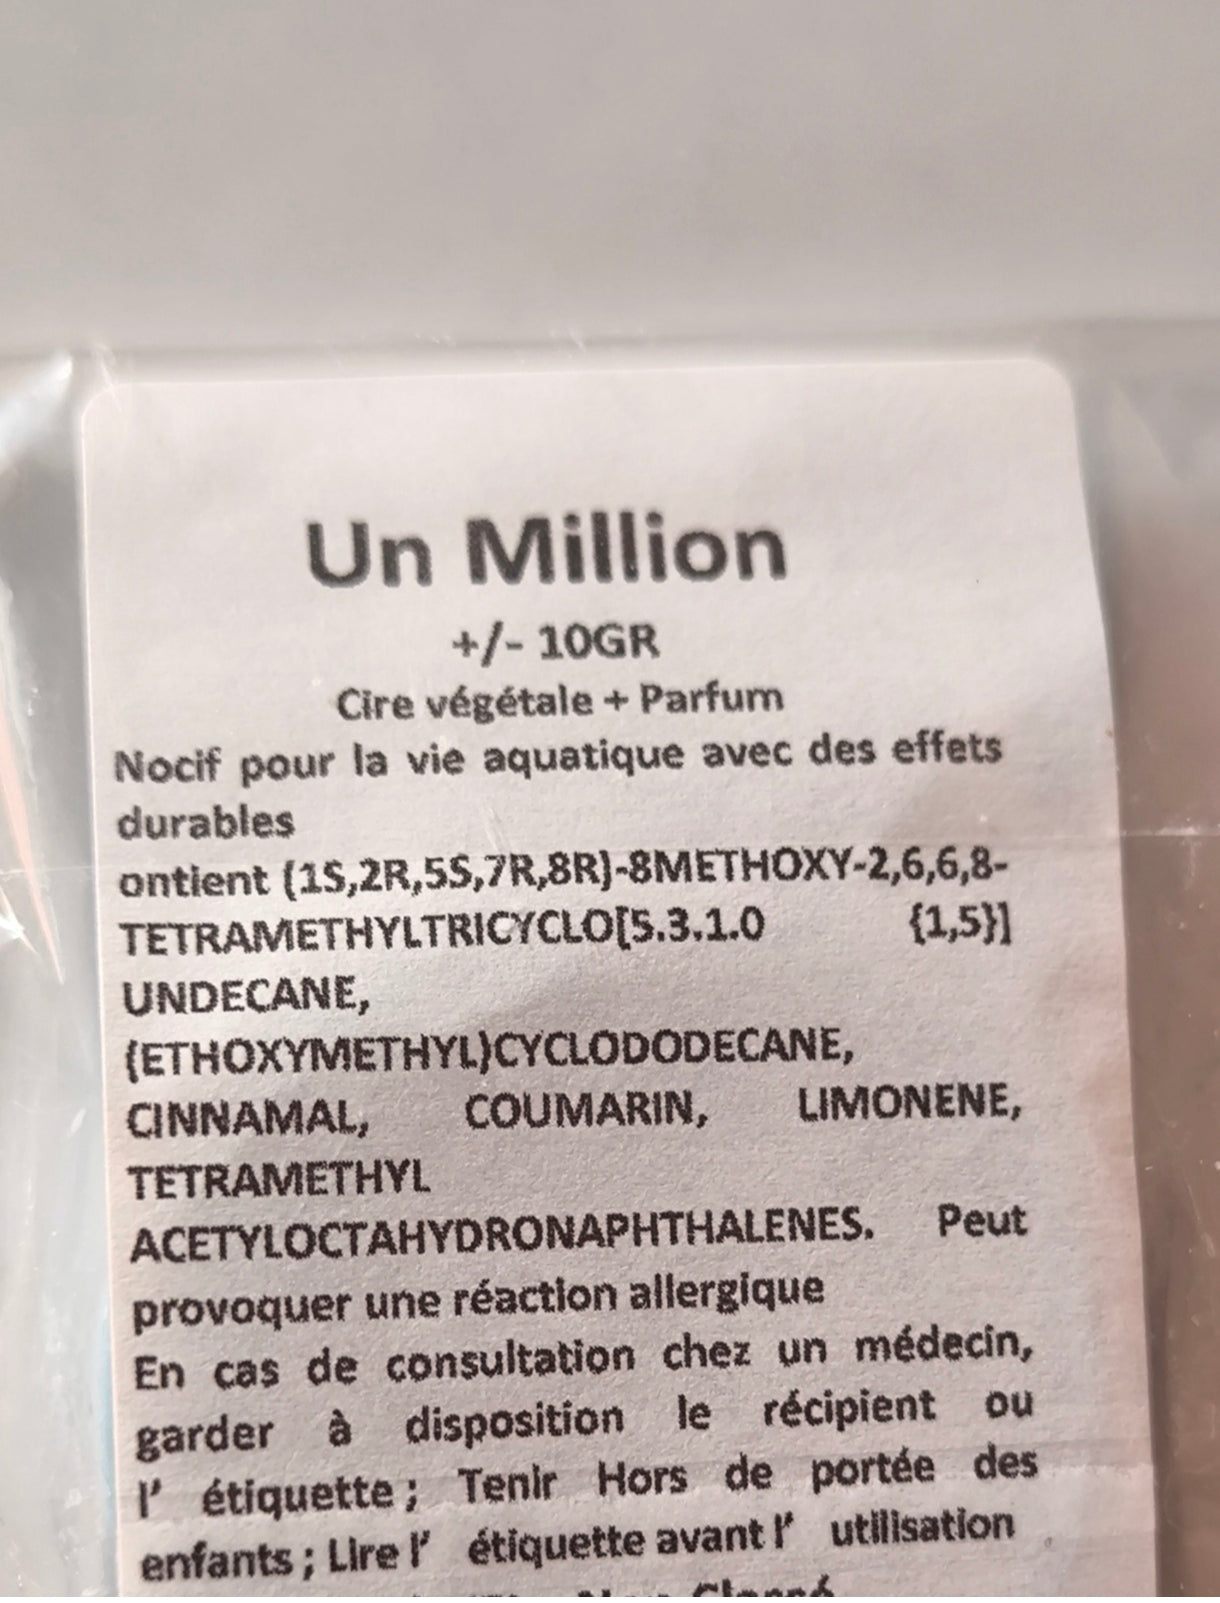 Un Million
+/- 10GR
Cire végétale + Parfum
Nocif pour la vie aquatique avec des effets
durables
ontient (1S,2R,5S,7R,8R)-8METHOXY-2,6,6,8-
TETRAMETHYLTRICYCLO[5.3.1.0 {1,5}]
UNDECANE,
(ETHOXYMETHYL)CYCLODODECANE,
CINNAMAL, COUMARIN, LIMONENE,
TETRAMETHYL
ACETYLOCTAHYDRONAPHTHALENES. Peut
provoquer une réaction allergique
En cas de consultation chez un médecin,
garder à disposition le récipient ou
l’ étiquette ; Tenir Hors de portée des
enfants ; Lire l’ étiquette avant l’ utilisation